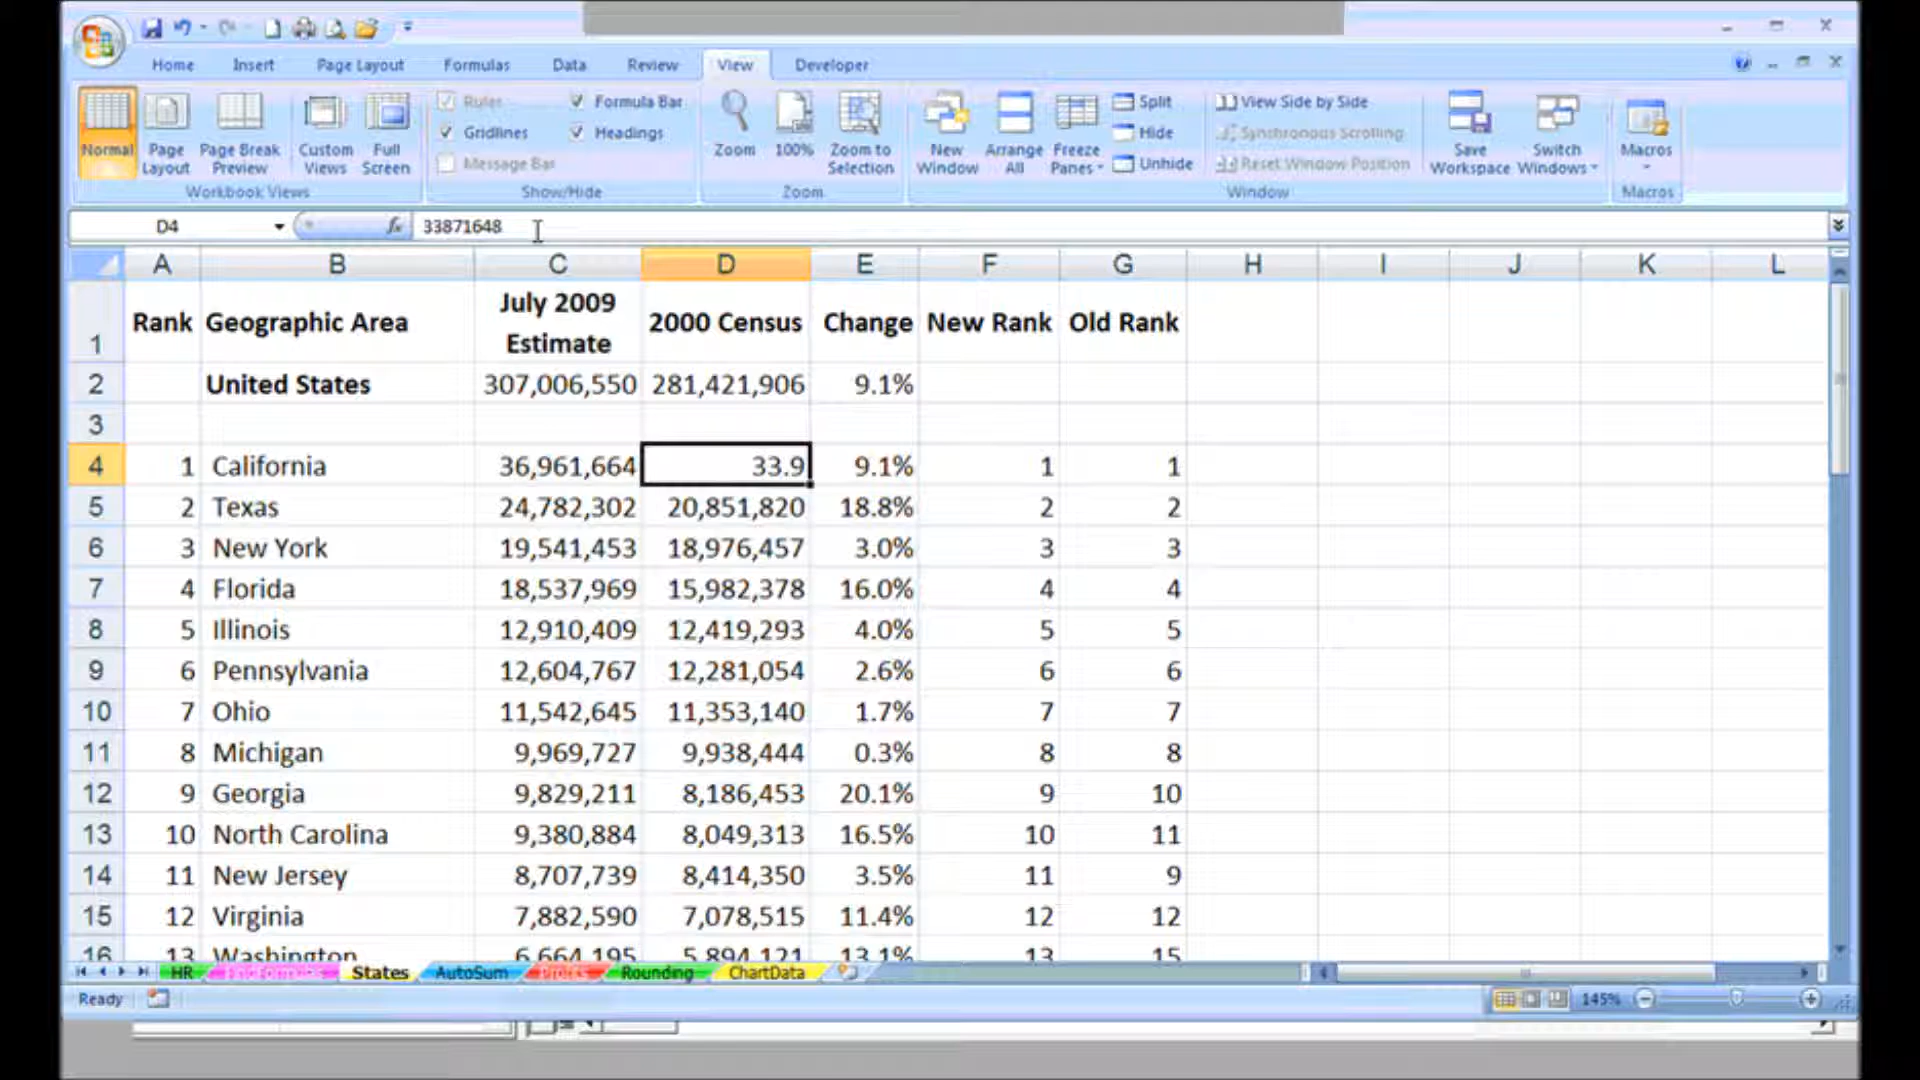 Home Insert Page Layout Formulas Data Review View Developer
Normal Page Layout Page Break Preview Custom Views Full Screen
Workbook Views
Ruler Formula Bar
Gridlines Headings
Message Bar
Show/Hide
Zoom 100% Zoom to Selection
Zoom
New Window Arrange All Freeze Panes
Split
Hide
Unhide
View Side by Side
Synchronous Scrolling
Reset Window Position
Save Workspace Switch Windows
Window
Macros
Macros
D4 fx 33871648
A B C D E F G H I J K L
1 Rank Geographic Area July 2009 Estimate 2000 Census Change New Rank Old Rank
2 United States 307,006,550 281,421,906 9.1%
3
4 1 California 36,961,664 33.9 9.1% 1 1
5 2 Texas 24,782,302 20,851,820 18.8% 2 2
6 3 New York 19,541,453 18,976,457 3.0% 3 3
7 4 Florida 18,537,969 15,982,378 16.0% 4 4
8 5 Illinois 12,910,409 12,419,293 4.0% 5 5
9 6 Pennsylvania 12,604,767 12,281,054 2.6% 6 6
10 7 Ohio 11,542,645 11,353,140 1.7% 7 7
11 8 Michigan 9,969,727 9,938,444 0.3% 8 8
12 9 Georgia 9,829,211 8,186,453 20.1% 9 10
13 10 North Carolina 9,380,884 8,049,313 16.5% 10 11
14 11 New Jersey 8,707,739 8,414,350 3.5% 11 9
15 12 Virginia 7,882,590 7,078,515 11.4% 12 12
16 13 Washington 6,664,195 5,894,121 13.1% 13 15
HR States AutoSum Rounding ChartData
Ready 145%